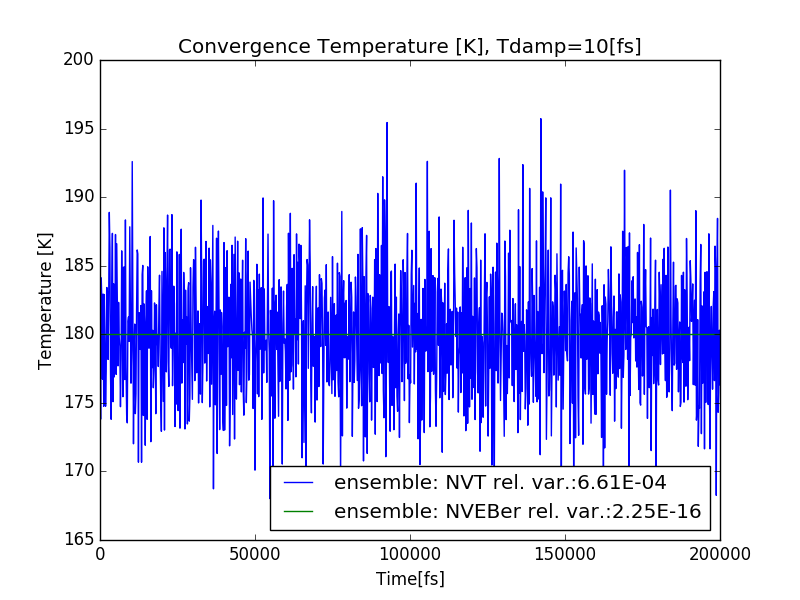 Convergence Temperature [K], Tdamp=10[fs]
200
195
190
185
180
175
170
165
Temperature [K]
ensemble: NVT rel. var.:6.61E-04
ensemble: NVEBer rel. var.:2.25E-16
0 50000 100000 150000 200000
Time[fs]